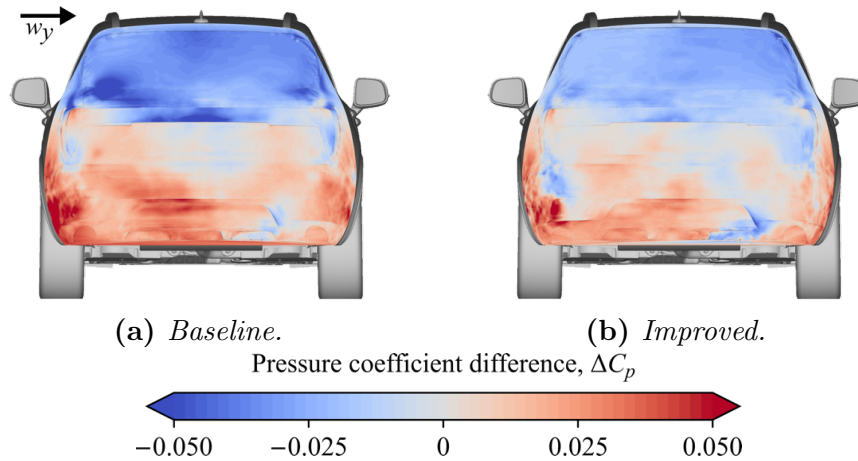 w_y
(a) Baseline.
(b) Improved.
Pressure coefficient difference, ΔC_p
−0.050 −0.025 0 0.025 0.050